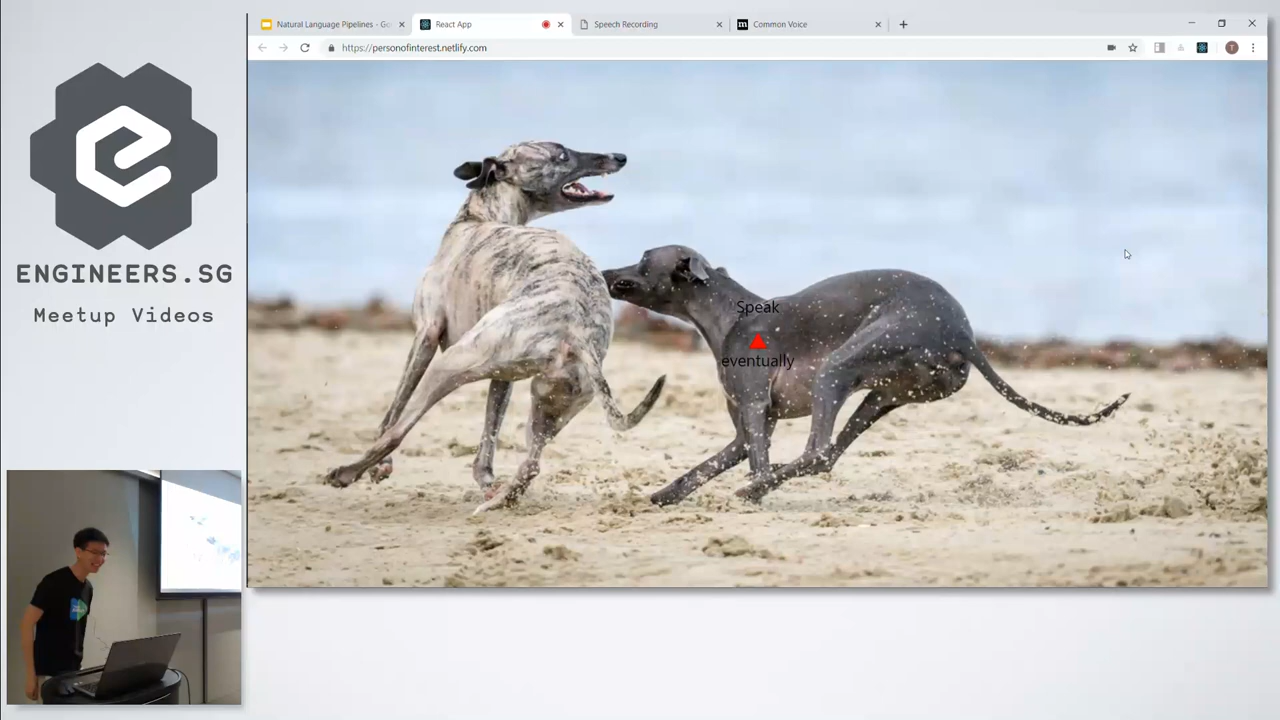 Natural Language Pipelines - Go
React App
Speech Recording
m
Common Voice
https://personofinterest.netlify.com
T
e
ENGINEERS.SG
Meetup Videos
Speak
eventually